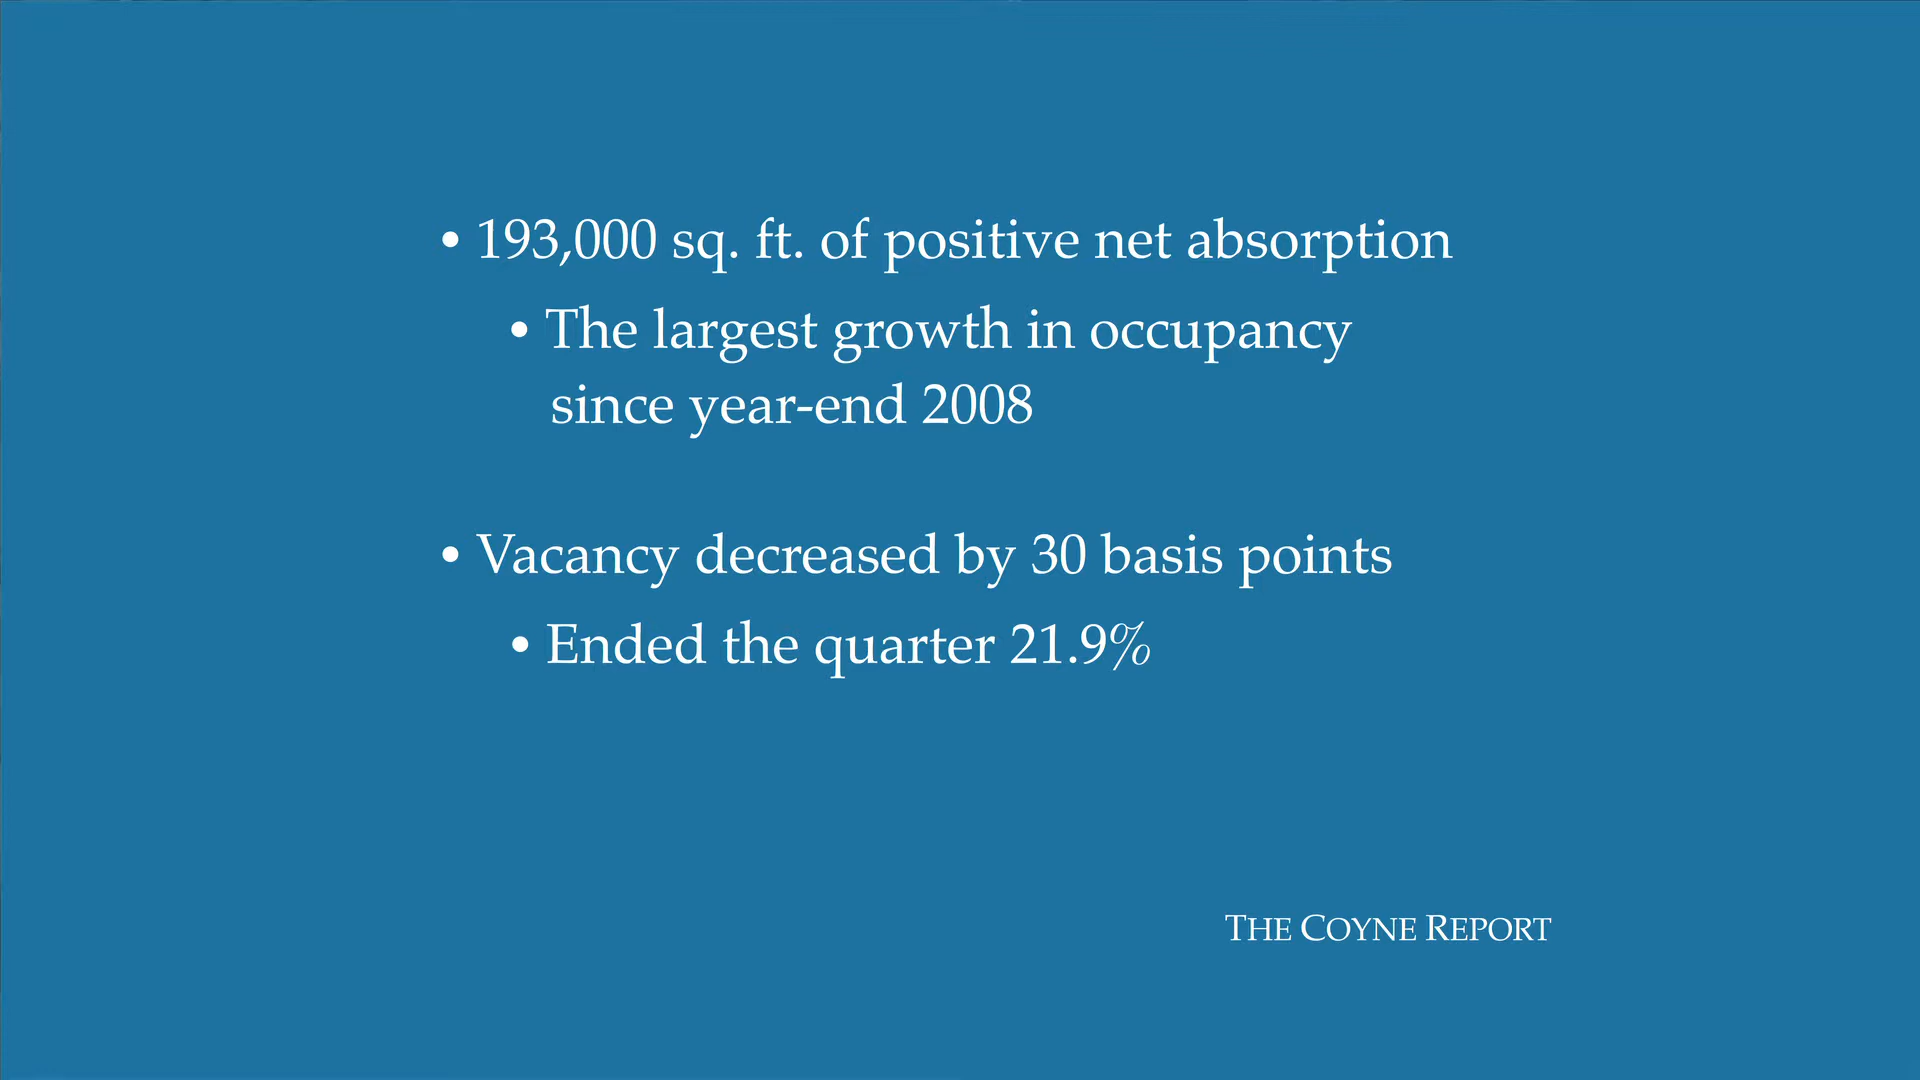 • 193,000 sq. ft. of positive net absorption
• The largest growth in occupancy
since year-end 2008
• Vacancy decreased by 30 basis points
• Ended the quarter 21.9%
THE COYNE REPORT